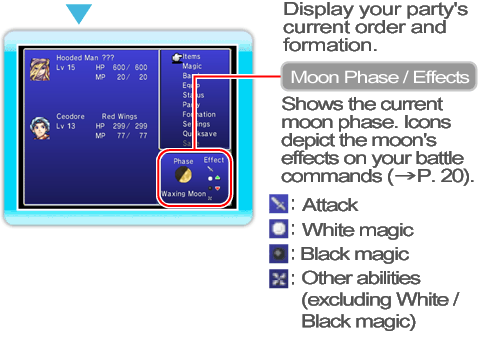 Display your party's
current order and
formation.
Hooded Man ???
Lv 15 HP 600/ 600
MP 20/ 20
Ceodore Red Wings
Lv 13 HP 299/ 299
MP 77/ 77
Items
Magic
Equip
Status
Party
Formation
Settings
Quicksave
Save
Phase Effect
Waxing Moon
Moon Phase / Effects
Shows the current
moon phase. Icons
depict the moon's
effects on your battle
commands (→P. 20).
: Attack
: White magic
: Black magic
: Other abilities
(excluding White /
Black magic)